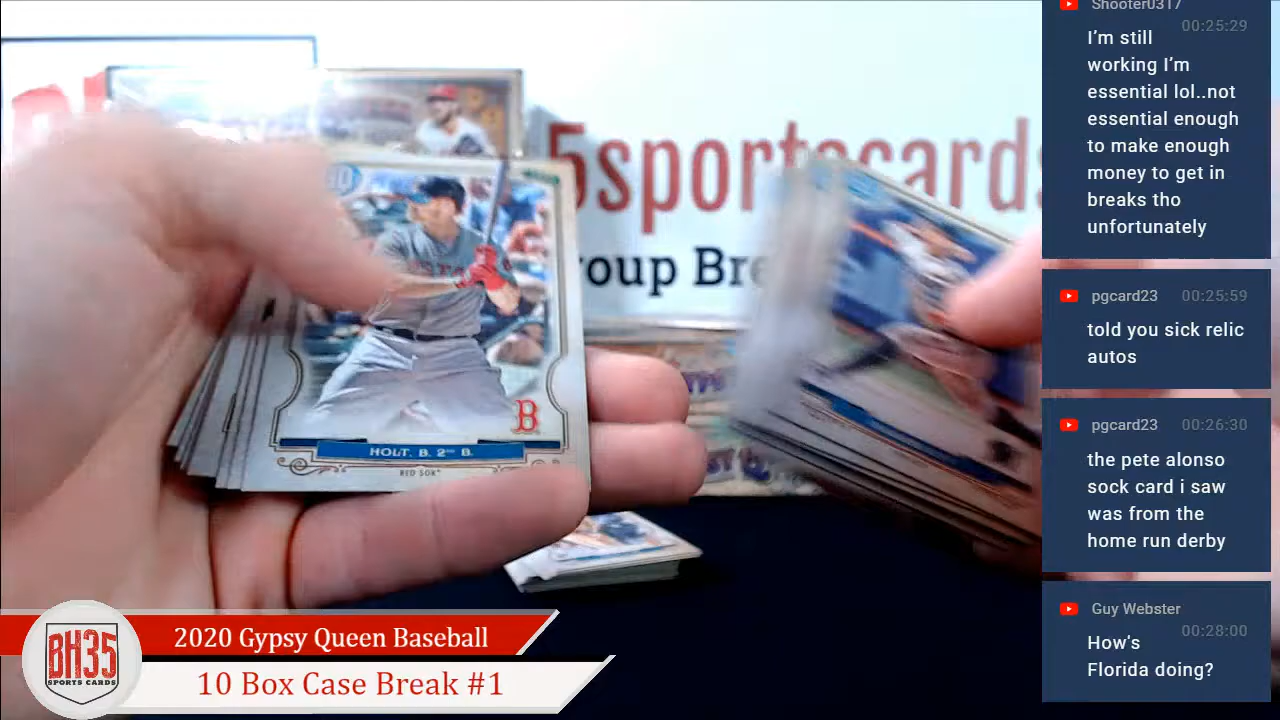 5sportscards
roup Bre
B
HOLT. B. 2ND B.
RED SOX
BH35
SPORTS CARDS
2020 Gypsy Queen Baseball
10 Box Case Break #1
Shooter0317
00:25:29
I'm still
working I'm
essential lol..not
essential enough
to make enough
money to get in
breaks tho
unfortunately
pgcard23 00:25:59
told you sick relic
autos
pgcard23 00:26:30
the pete alonso
sock card i saw
was from the
home run derby
Guy Webster
00:28:00
How's
Florida doing?